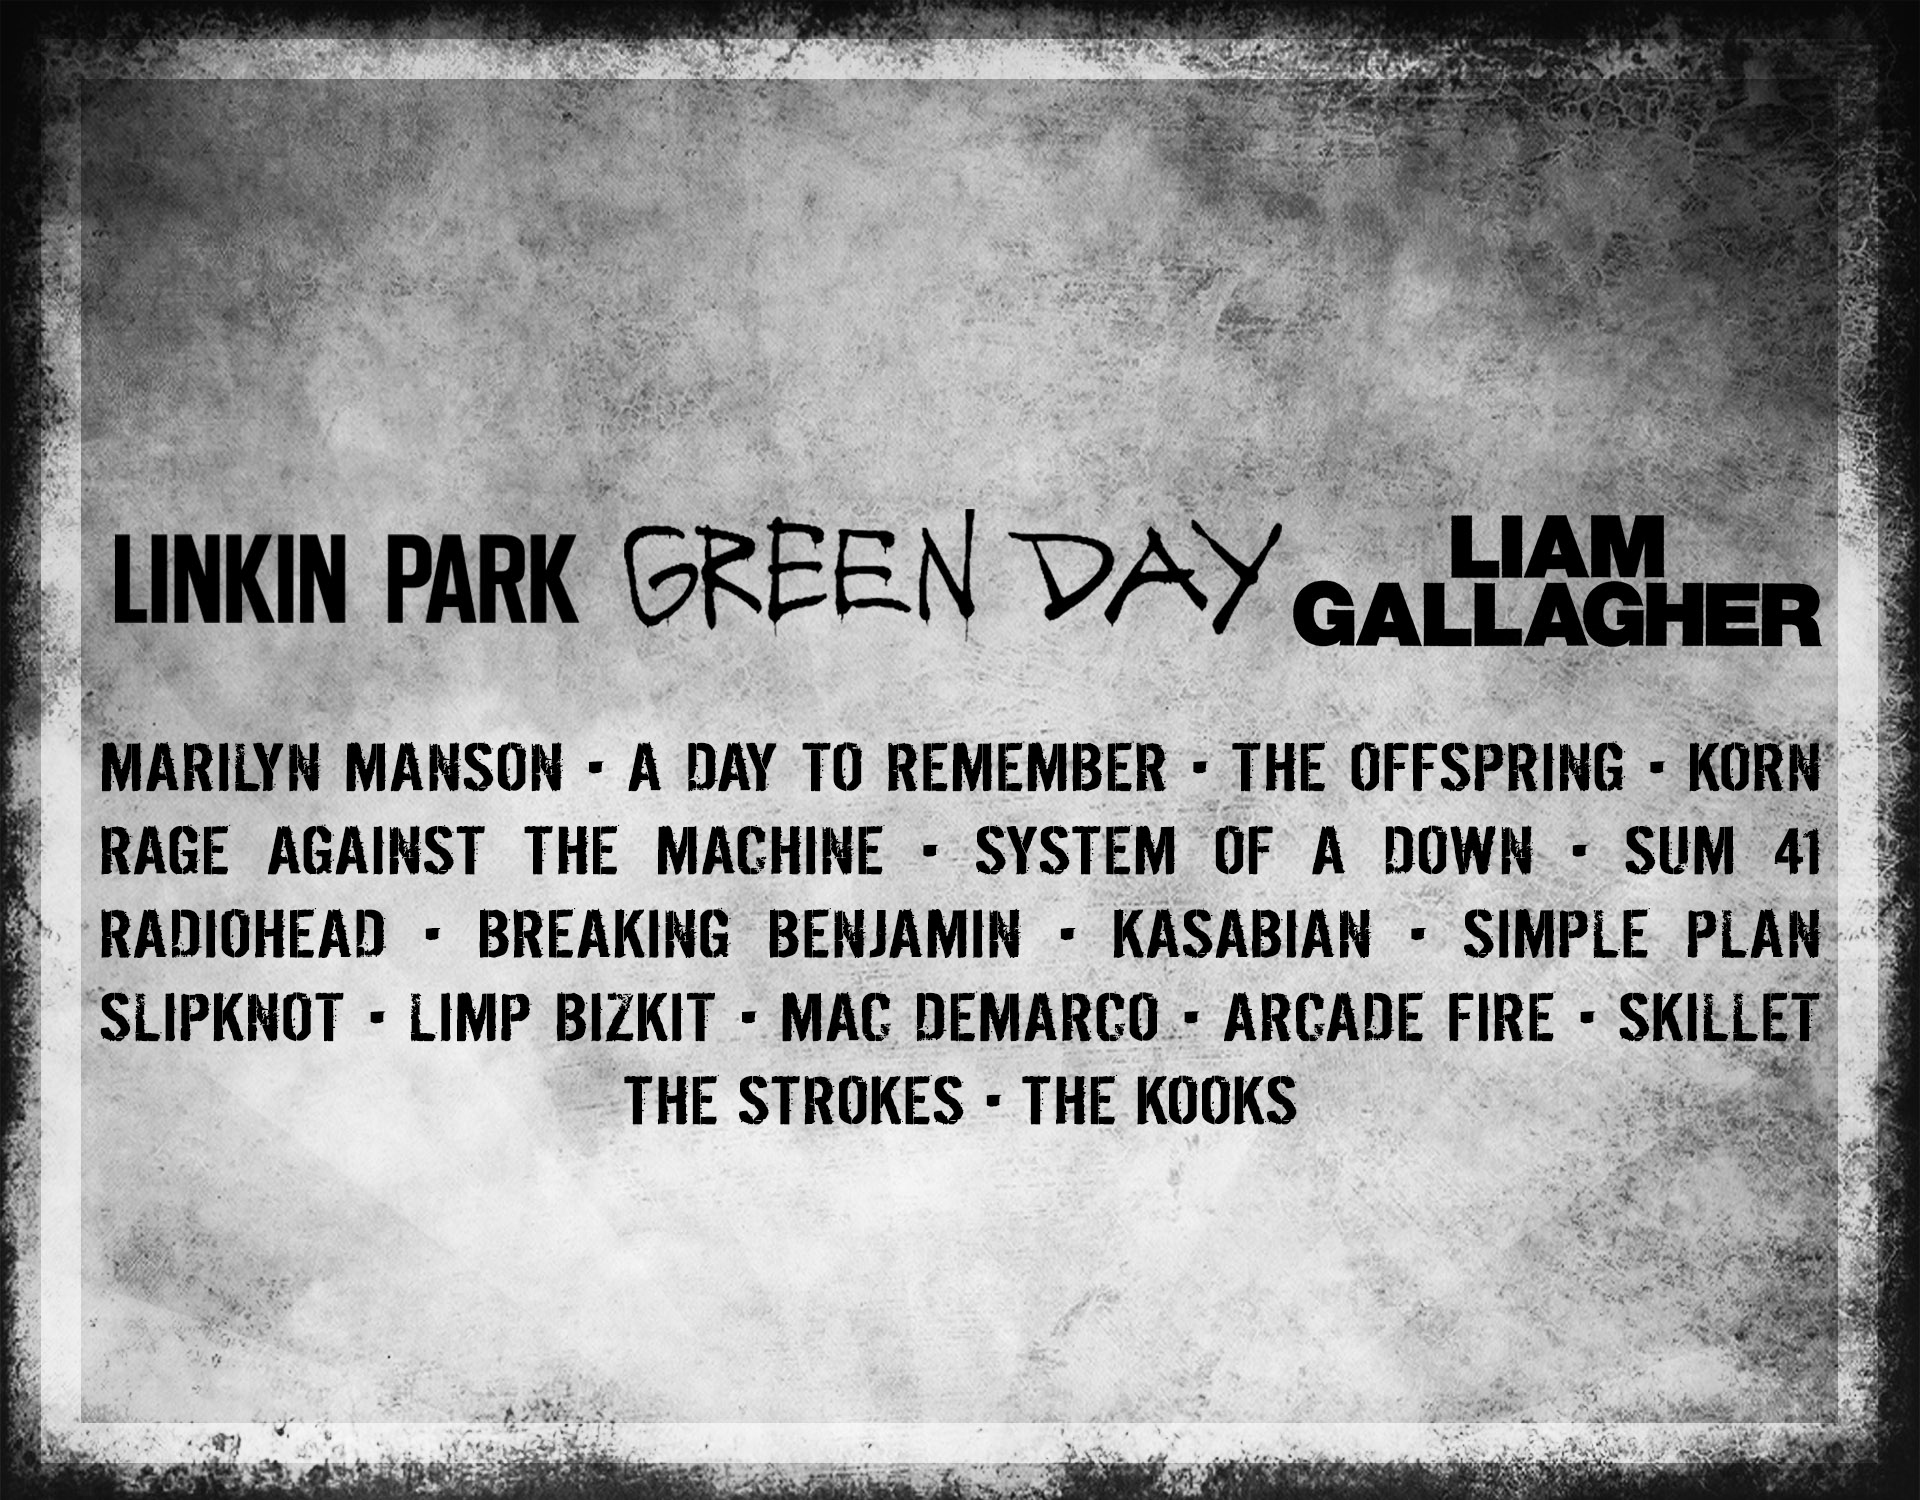 LINKIN PARK GREEN DAY LIAM GALLAGHER
MARILYN MANSON · A DAY TO REMEMBER · THE OFFSPRING · KORN
RAGE AGAINST THE MACHINE · SYSTEM OF A DOWN · SUM 41
RADIOHEAD · BREAKING BENJAMIN · KASABIAN · SIMPLE PLAN
SLIPKNOT · LIMP BIZKIT · MAC DEMARCO · ARCADE FIRE · SKILLET
THE STROKES · THE KOOKS